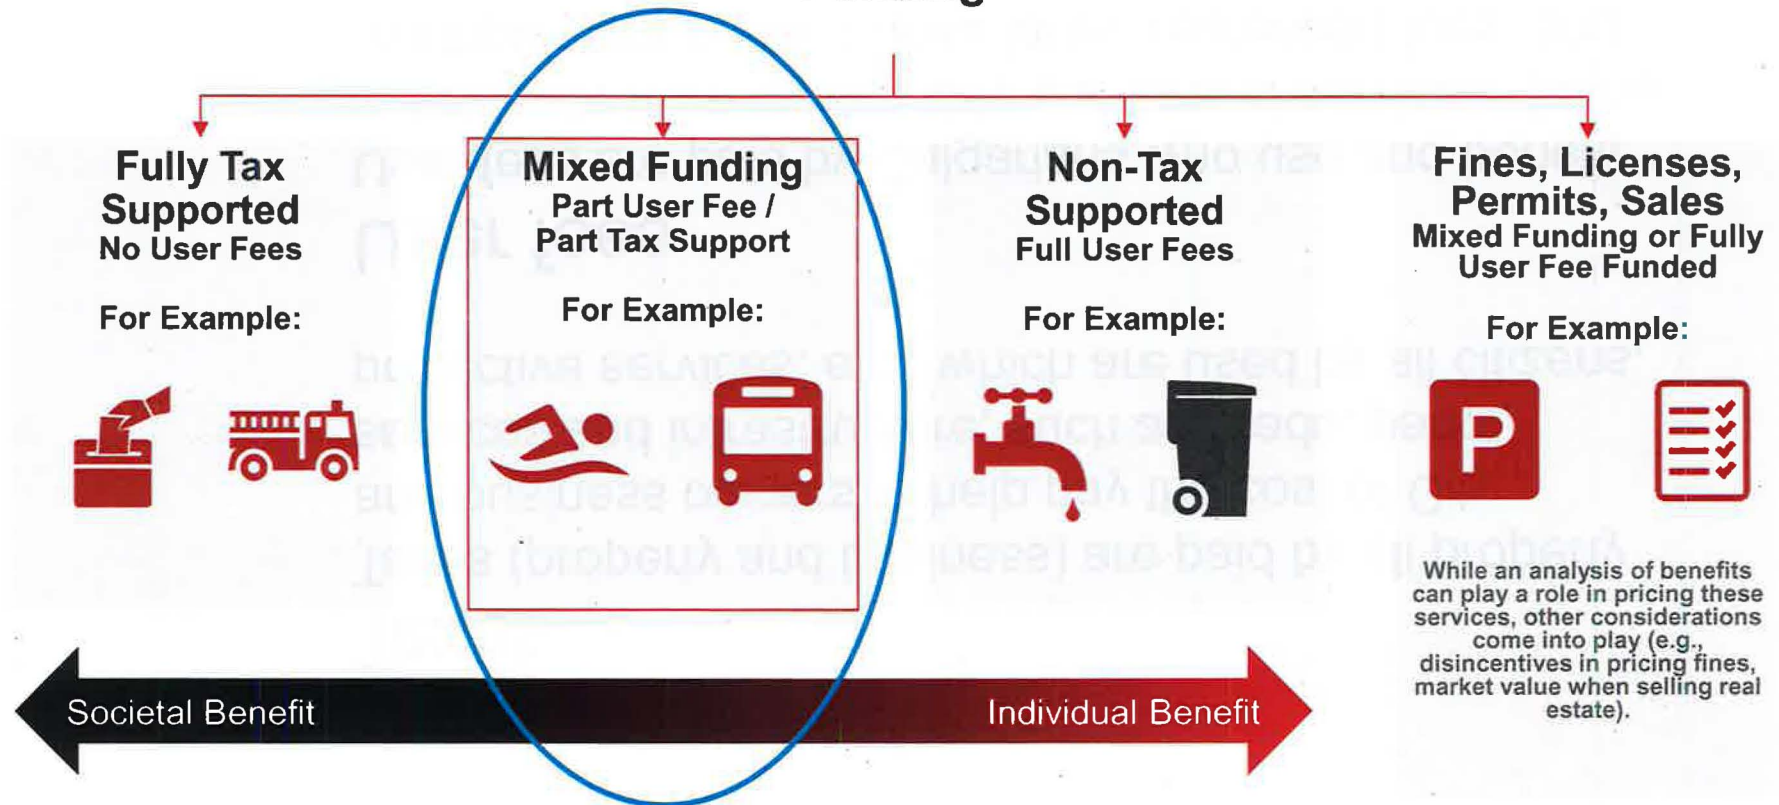 Fully Tax
Supported
No User Fees
For Example:
Mixed Funding
Part User Fee /
Part Tax Support
For Example:
Non-Tax
Supported
Full User Fees
For Example:
Fines, Licenses,
Permits, Sales
Mixed Funding or Fully
User Fee Funded
For Example:
P
While an analysis of benefits
can play a role in pricing these
services, other considerations
come into play (e.g.,
disincentives in pricing fines,
market value when selling real
estate).
Societal Benefit
Individual Benefit